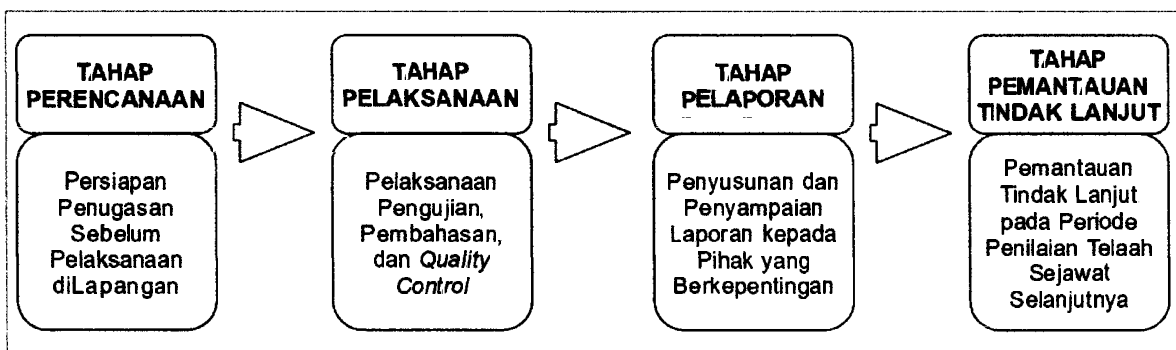 TAHAP
PERENCANAAN
Persiapan
Penugasan
Sebelum
Pelaksanaan
diLapangan
TAHAP
PELAKSANAAN
Pelaksanaan
Pengujian,
Pembahasan,
dan Quality
Control
TAHAP
PELAPORAN
Penyusunan dan
Penyampaian
Laporan kepada
Pihak yang
Berkepentingan
TAHAP
PEMANTAUAN
TINDAK LANJUT
Pemantauan
Tindak Lanjut
pada Periode
Penilaian Telaah
Sejawat
Selanjutnya